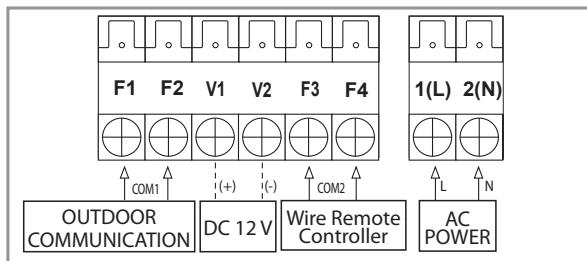 F1 F2 V1 V2 F3 F4 1(L) 2(N)
COM1 (+) (-) COM2 L N
OUTDOOR
COMMUNICATION
DC 12 V
Wire Remote
Controller
AC
POWER